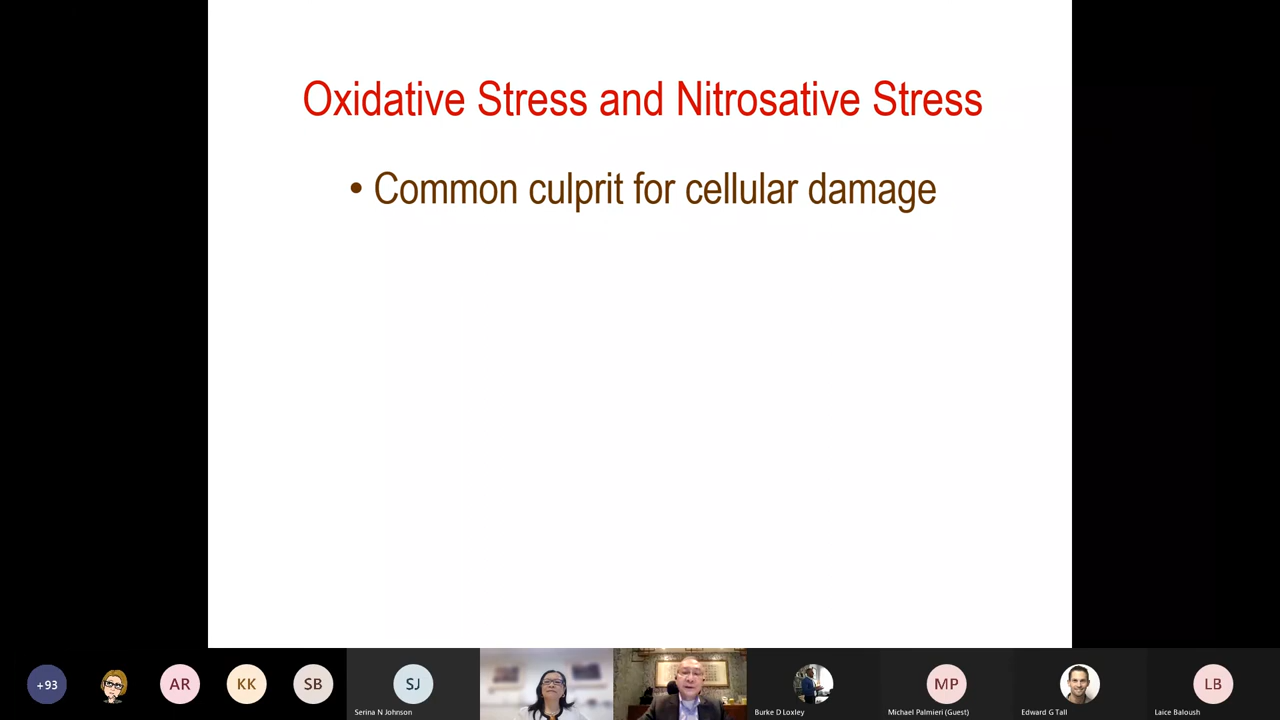 Oxidative Stress and Nitrosative Stress
• Common culprit for cellular damage
+93
AR
KK
SB
SJ
MP
LB
Serina N Johnson
Burke D Loxley
Michael Palmieri (Guest)
Edward G Tall
Laice Baloush